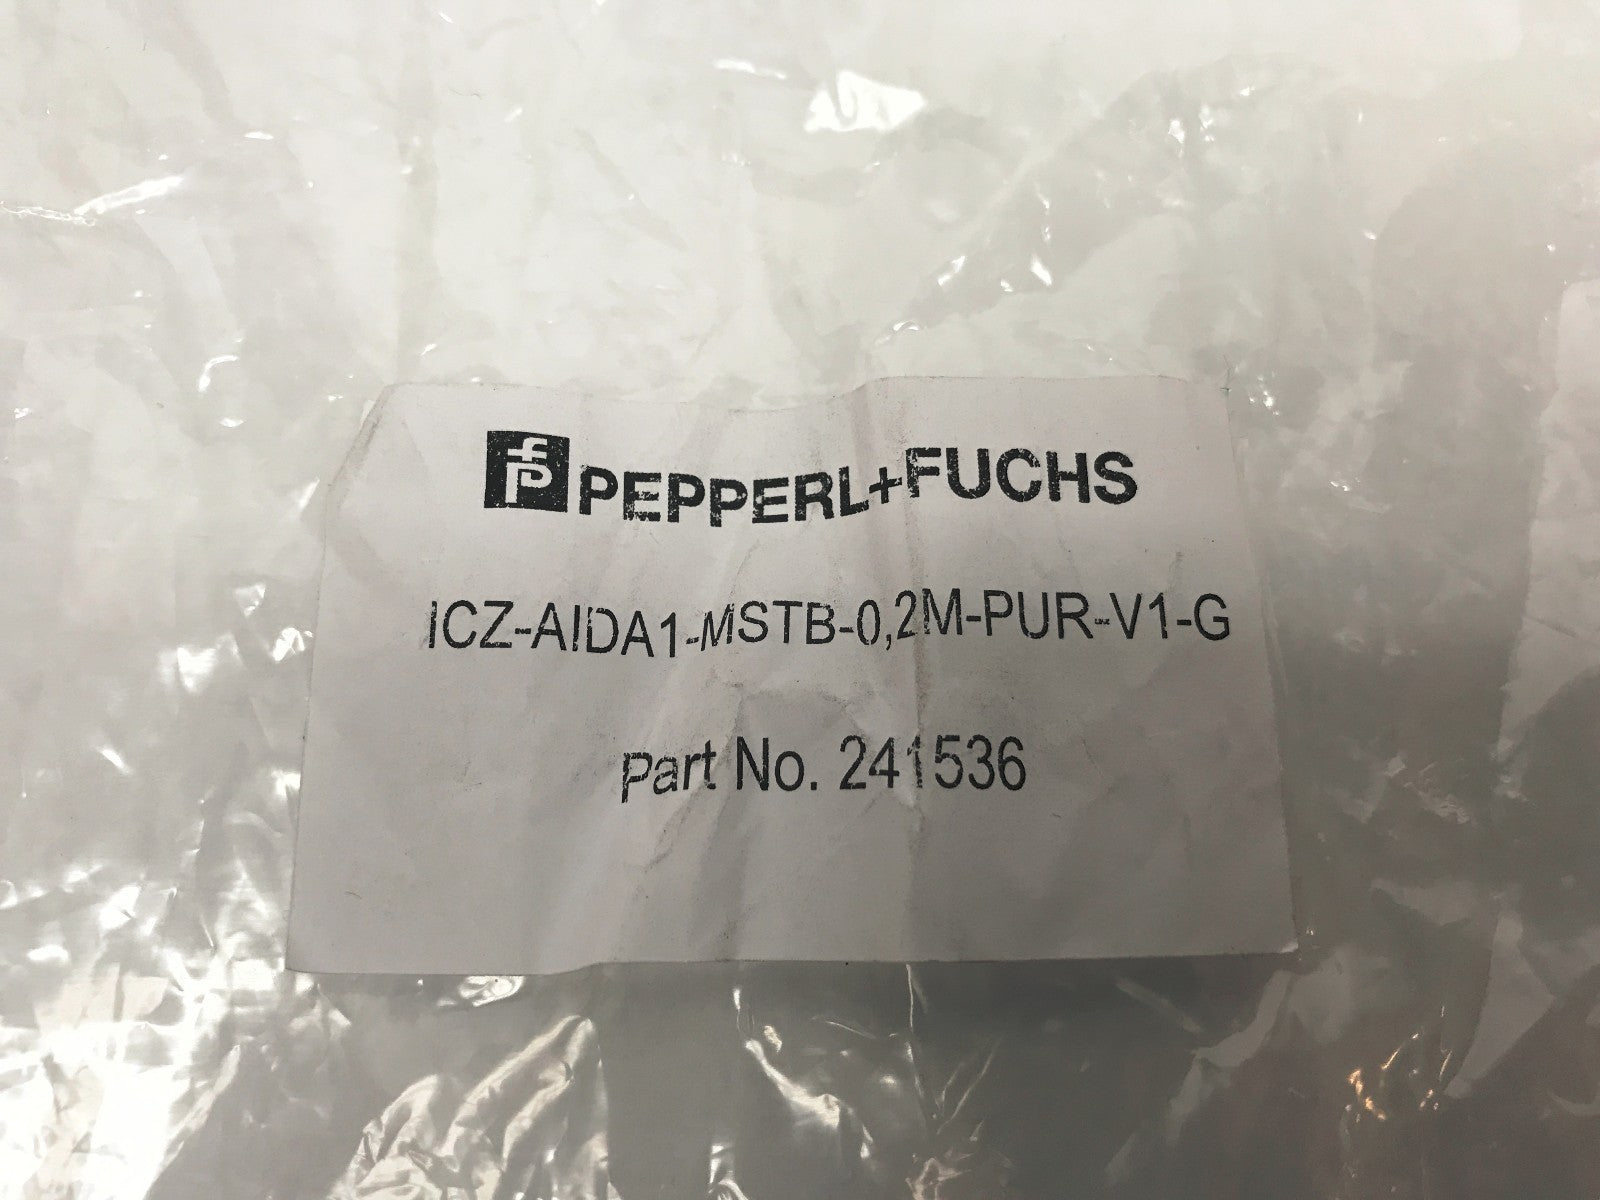 PEPPERL+FUCHS
ICZ-AIDA1-MSTB-0,2M-PUR-V1-G
Part No. 241536